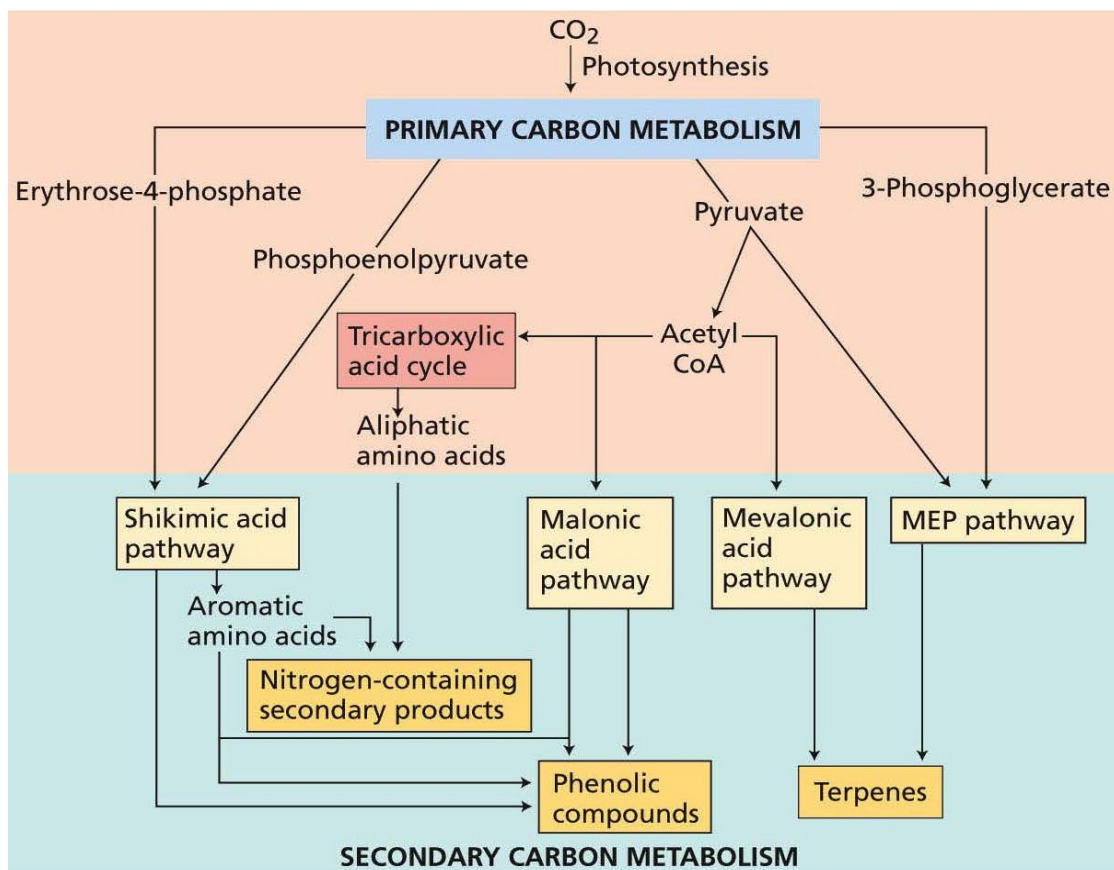 CO₂
Photosynthesis
PRIMARY CARBON METABOLISM
Erythrose-4-phosphate
3-Phosphoglycerate
Pyruvate
Phosphoenolpyruvate
Tricarboxylic
acid cycle
Acetyl
CoA
Aliphatic
amino acids
Shikimic acid
pathway
Malonic
acid
pathway
Mevalonic
acid
pathway
MEP pathway
Aromatic
amino acids
Nitrogen-containing
secondary products
Phenolic
compounds
Terpenes
SECONDARY CARBON METABOLISM